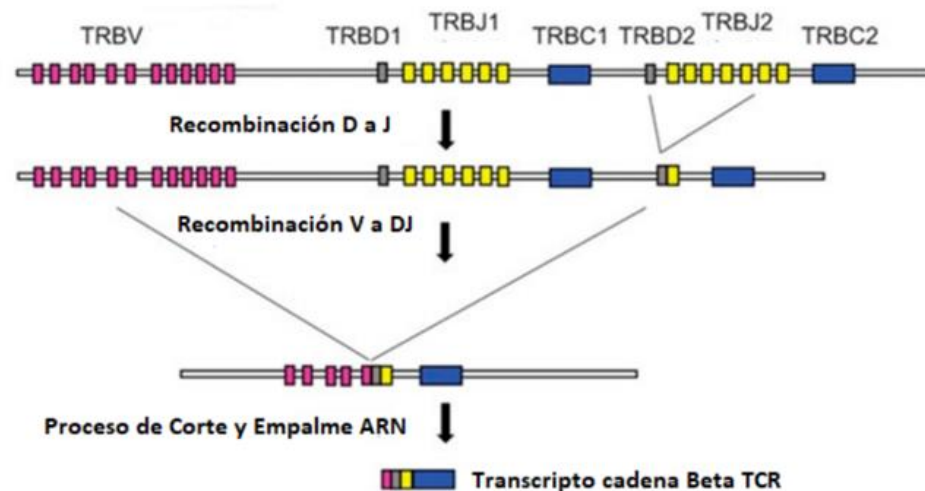 TRBV TRBD1 TRBJ1 TRBC1 TRBD2 TRBJ2 TRBC2
Recombinación D a J
Recombinación V a DJ
Proceso de Corte y Empalme ARN
Transcripto cadena Beta TCR